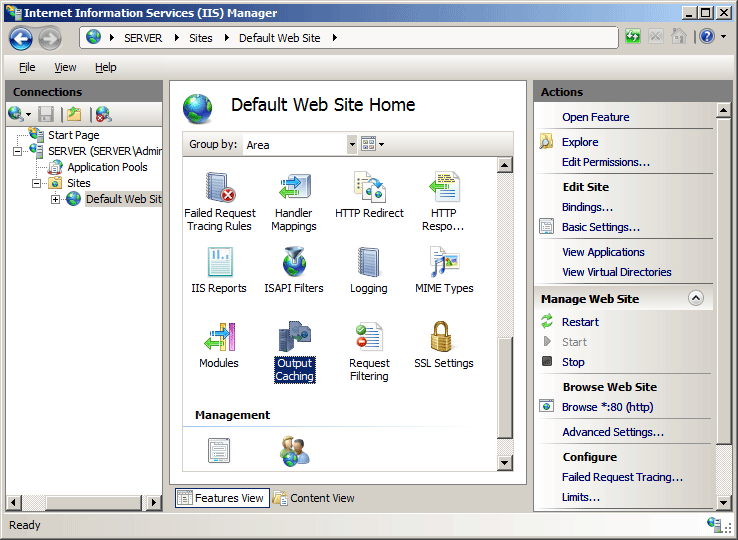 Internet Information Services (IIS) Manager
SERVER Sites Default Web Site
File View Help
Connections
Start Page
SERVER (SERVER\Admir
Application Pools
Sites
Default Web Sit
Default Web Site Home
Group by: Area
Failed Request Tracing Rules
Handler Mappings
HTTP Redirect
HTTP Respo...
IIS Reports
ISAPI Filters
Logging
MIME Types
Modules
Output Caching
Request Filtering
SSL Settings
Management
Features View
Content View
Actions
Open Feature
Explore
Edit Permissions...
Edit Site
Bindings...
Basic Settings...
View Applications
View Virtual Directories
Manage Web Site
Restart
Start
Stop
Browse Web Site
Browse *:80 (http)
Advanced Settings...
Configure
Failed Request Tracing...
Limits...
Ready